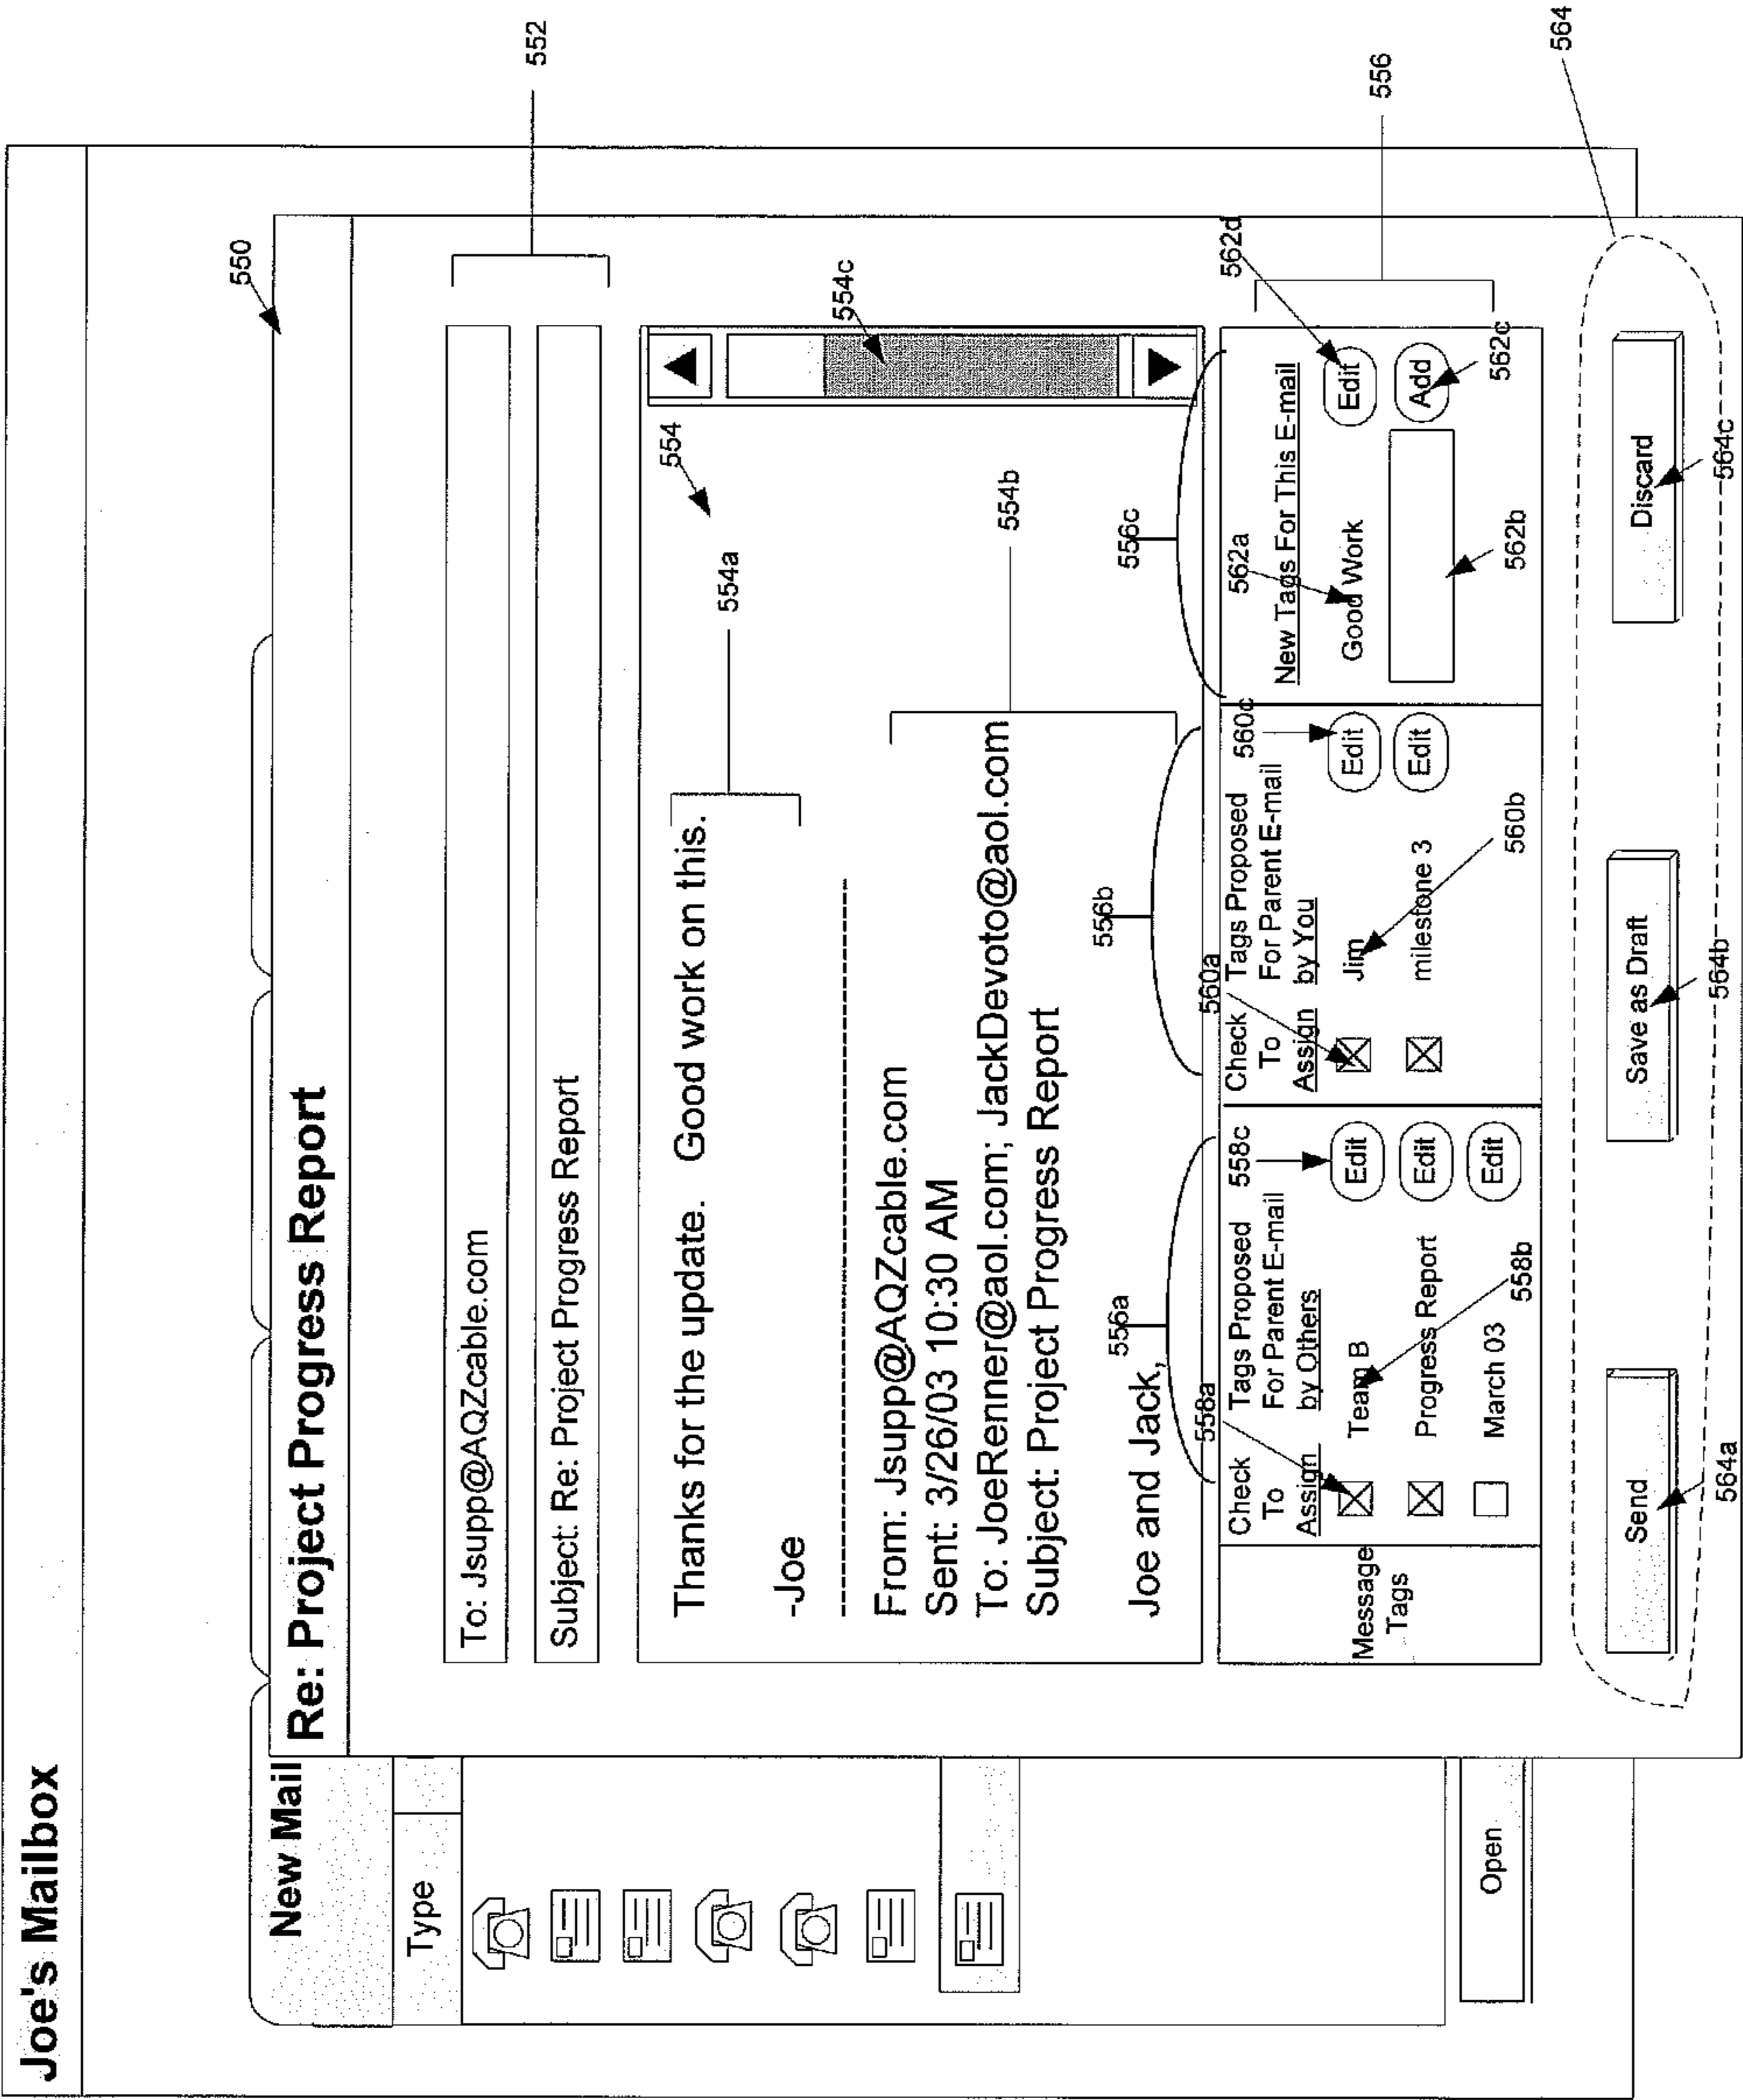 Joe's Mailbox
550
New Mail
Re: Project Progress Report
Type
To: Jsupp@AQZcable.com
Subject: Re: Project Progress Report
552
Thanks for the update. Good work on this.
-Joe
554
554a
554c
From: Jsupp@AQZcable.com
Sent: 3/26/03 10:30 AM
To: JoeRenner@aol.com; JackDevoto@aol.com
Subject: Project Progress Report
554b
Joe and Jack,
556a
556b
556c
Message
Tags
558a
558c
Check
To
Assign
Tags Proposed
For Parent E-mail
by Others
Team B
Edit
Progress Report
Edit
March 03
Edit
558b
560a
560c
Check
To
Assign
Tags Proposed
For Parent E-mail
by You
Jim
Edit
milestone 3
Edit
560b
562a
562d
New Tags For This E-mail
Good Work
Edit
Add
562b
562c
556
Open
Send
Save as Draft
Discard
564a
564b
564c
564